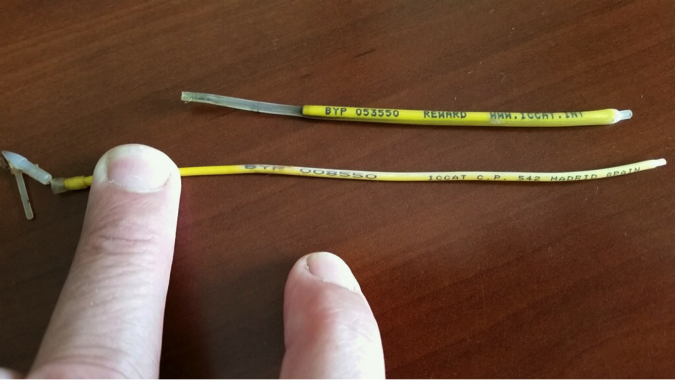 BYP 053550 REWARD WWW.ICCAT.INT
BYP 008550 ICCAT C.P. 542 MADRID SPAIN